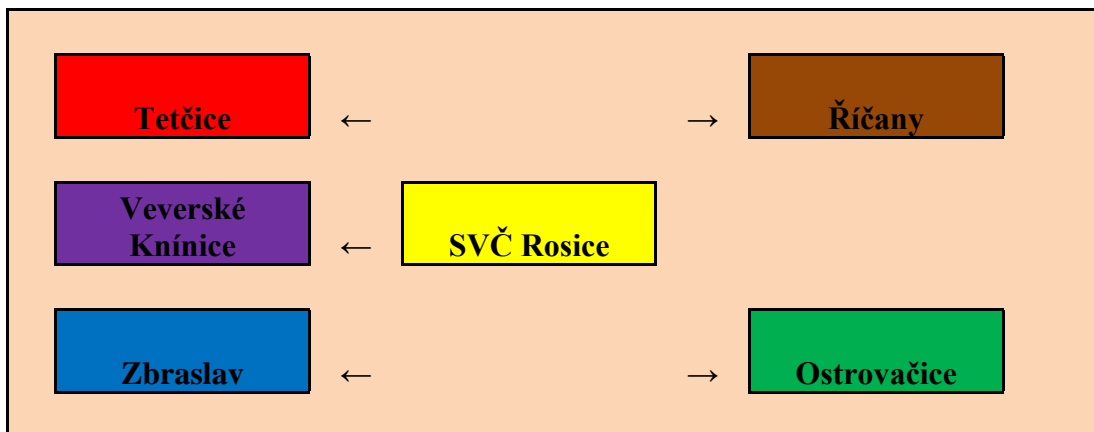 Tetčice ← → Říčany
Veverské
Knínice ← SVČ Rosice
Zbraslav ← → Ostrovačice